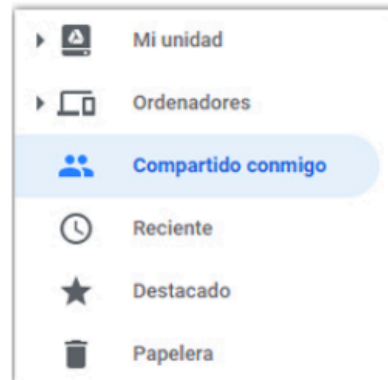 Mi unidad
Ordenadores
Compartido conmigo
Reciente
Destacado
Papelera